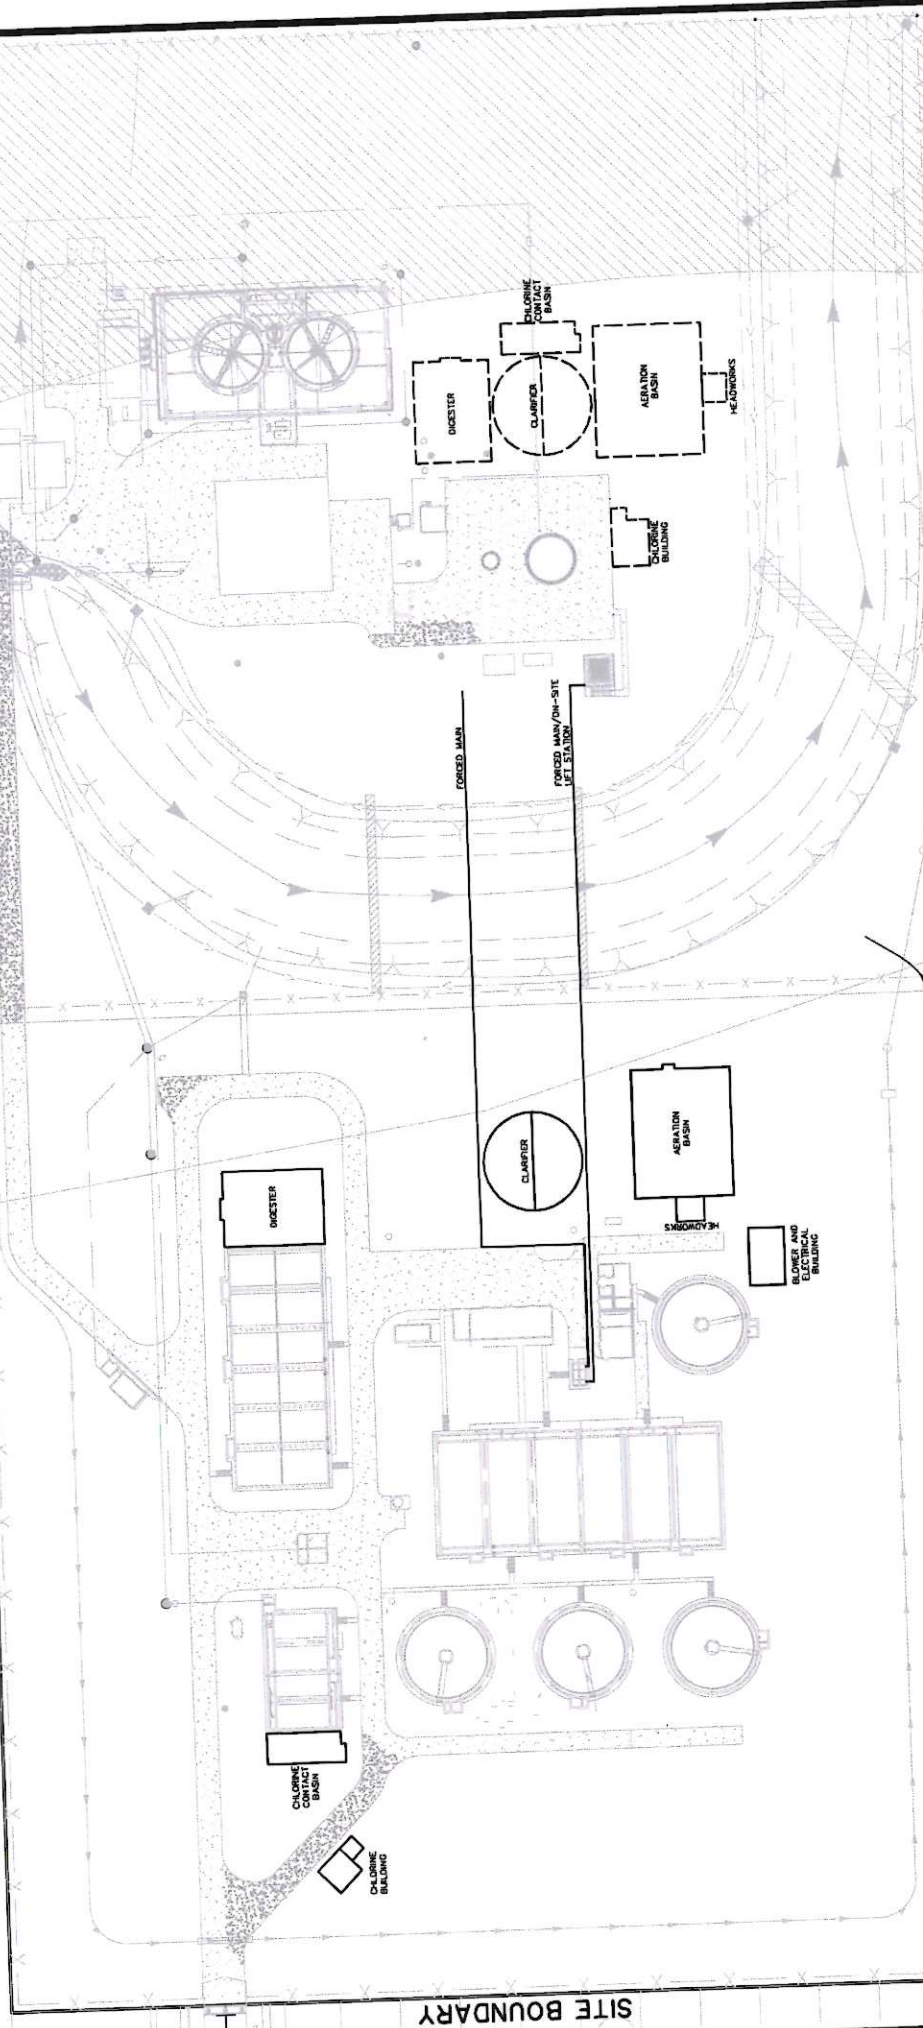 CHLORINE
CONTACT
BASIN
DIGESTER
CLARIFIER
AERATION
BASIN
HEADWORKS
CHLORINE
BUILDING
FORCED MAIN
FORCED MAIN/ON-SITE
LIFT STATION
CLARIFIER
AERATION
BASIN
HEADWORKS
DIGESTER
BLOWER AND
ELECTRICAL
BUILDING
CHLORINE
CONTACT
BASIN
CHLORINE
BUILDING
SITE BOUNDARY